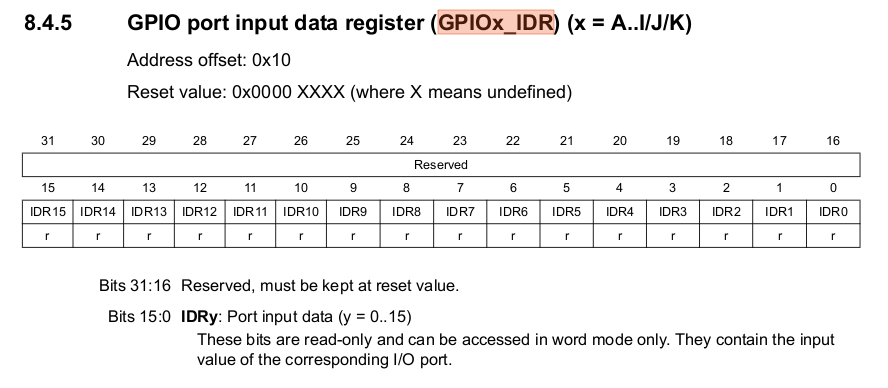 8.4.5 GPIO port input data register (GPIOx_IDR) (x = A..I/J/K)
Address offset: 0x10
Reset value: 0x0000 XXXX (where X means undefined)
31 30 29 28 27 26 25 24 23 22 21 20 19 18 17 16
Reserved
15 14 13 12 11 10 9 8 7 6 5 4 3 2 1 0
IDR15 IDR14 IDR13 IDR12 IDR11 IDR10 IDR9 IDR8 IDR7 IDR6 IDR5 IDR4 IDR3 IDR2 IDR1 IDR0
r r r r r r r r r r r r r r r r
Bits 31:16 Reserved, must be kept at reset value.
Bits 15:0 IDRy: Port input data (y = 0..15)
These bits are read-only and can be accessed in word mode only. They contain the input
value of the corresponding I/O port.